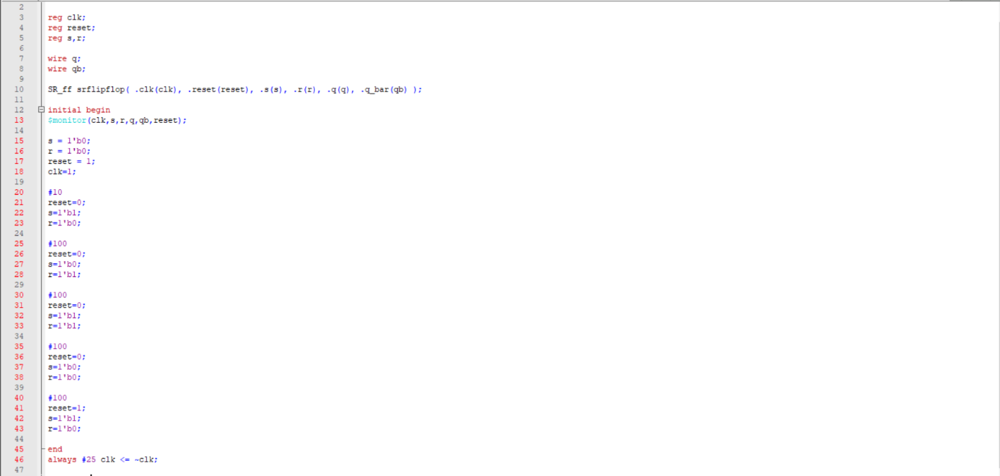 2
3 reg clk;
4 reg reset;
5 reg s,r;
6
7 wire q;
8 wire qb;
9
10 SR_ff srflipflop( .clk(clk), .reset(reset), .s(s), .r(r), .q(q), .q_bar(qb) );
11
12 initial begin
13 $monitor(clk,s,r,q,qb,reset);
14
15 s = 1'b0;
16 r = 1'b0;
17 reset = 1;
18 clk=1;
19
20 #10
21 reset=0;
22 s=1'b1;
23 r=1'b0;
24
25 #100
26 reset=0;
27 s=1'b0;
28 r=1'b1;
29
30 #100
31 reset=0;
32 s=1'b1;
33 r=1'b1;
34
35 #100
36 reset=0;
37 s=1'b0;
38 r=1'b0;
39
40 #100
41 reset=1;
42 s=1'b1;
43 r=1'b0;
44
45 end
46 always #25 clk <= ~clk;
47